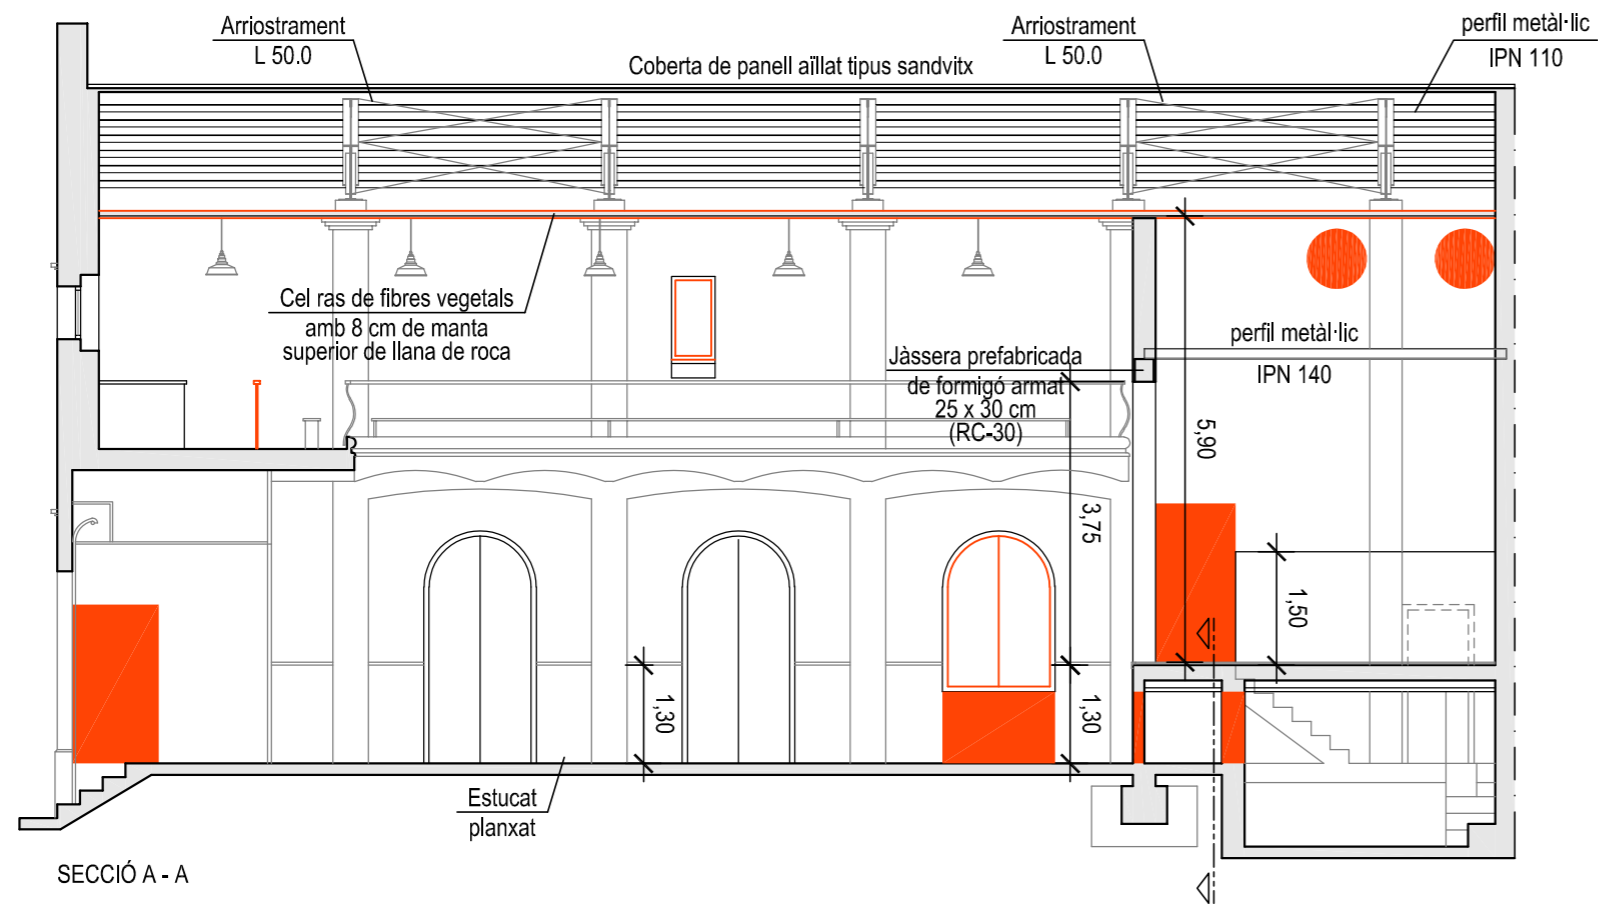 Arriostrament
L 50.0
Coberta de panell aïllat tipus sandvitx
Arriostrament
L 50.0
perfil metàl·lic
IPN 110
Cel ras de fibres vegetals
amb 8 cm de manta
superior de llana de roca
Jàssera prefabricada
de formigó armat
25 x 30 cm
(RC-30)
perfil metàl·lic
IPN 140
5,90
3,75
1,50
1,30
1,30
Estucat
planxat
SECCIÓ A - A